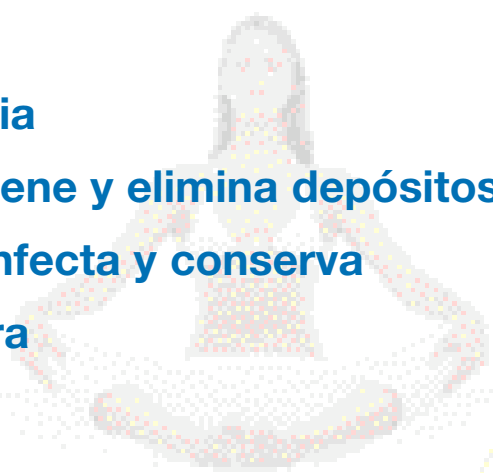 ia
ene y elimina depósitos
nfecta y conserva
ra